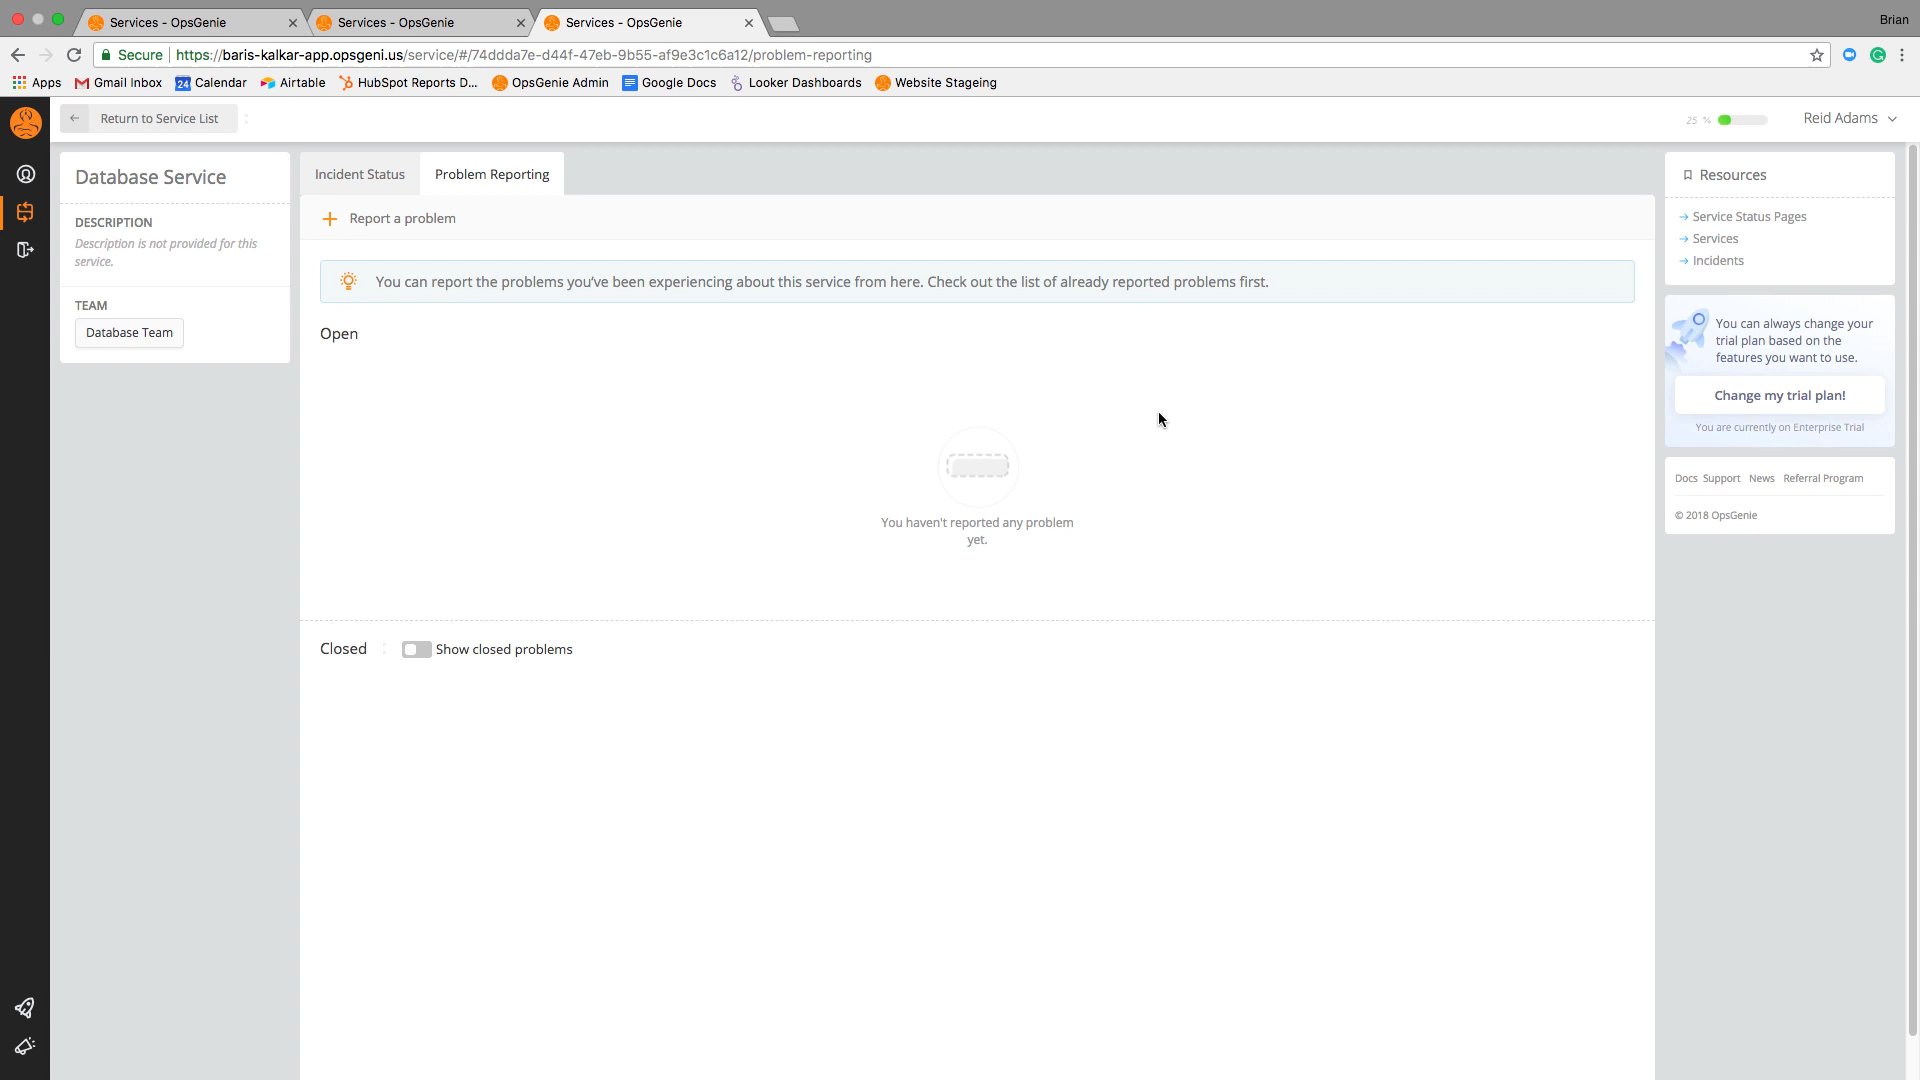 Services - OpsGenie
Services - OpsGenie
Services - OpsGenie
Brian
Secure
https://baris-kalkar-app.opsgeni.us/service/#/74ddda7e-d44f-47eb-9b55-af9e3c1c6a12/problem-reporting
Apps
Gmail Inbox
24
Calendar
Airtable
HubSpot Reports D...
OpsGenie Admin
Google Docs
Looker Dashboards
Website Stageing
Return to Service List
25 %
Reid Adams
Database Service
DESCRIPTION
Description is not provided for this
service.
TEAM
Database Team
Incident Status
Problem Reporting
Report a problem
You can report the problems you've been experiencing about this service from here. Check out the list of already reported problems first.
Open
You haven't reported any problem
yet.
Closed
Show closed problems
Resources
Service Status Pages
Services
Incidents
You can always change your
trial plan based on the
features you want to use.
Change my trial plan!
You are currently on Enterprise Trial
Docs Support News Referral Program
© 2018 OpsGenie